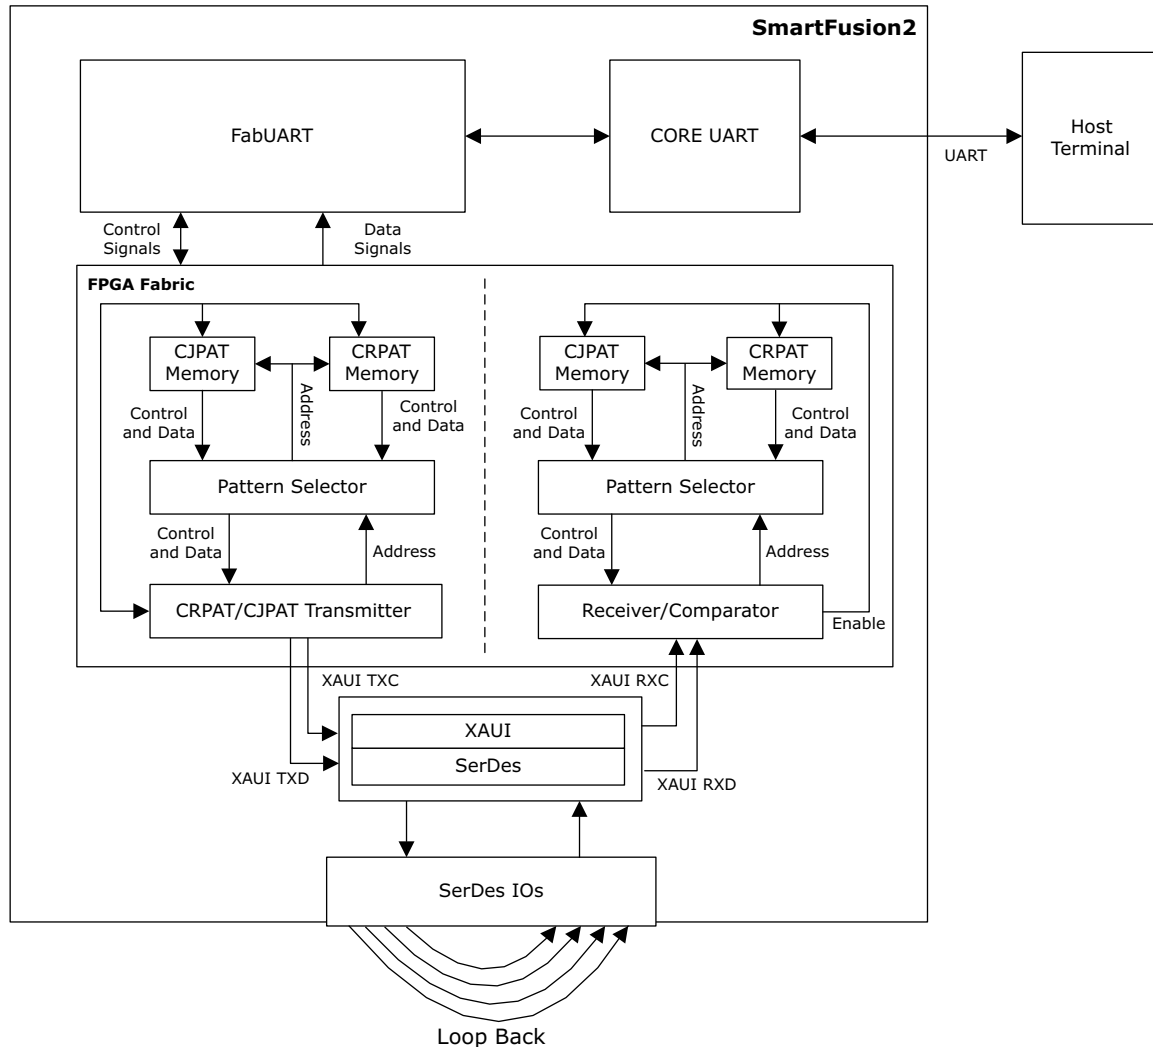 SmartFusion2
FabUART
CORE UART
Host
Terminal
UART
Control
Signals
Data
Signals
FPGA Fabric
CJPAT
Memory
CRPAT
Memory
Control
and Data
Address
Control
and Data
Pattern Selector
Control
and Data
Address
CRPAT/CJPAT Transmitter
CJPAT
Memory
CRPAT
Memory
Control
and Data
Address
Control
and Data
Pattern Selector
Control
and Data
Address
Receiver/Comparator
Enable
XAUI TXC
XAUI RXC
XAUI
SerDes
XAUI TXD
XAUI RXD
SerDes IOs
Loop Back